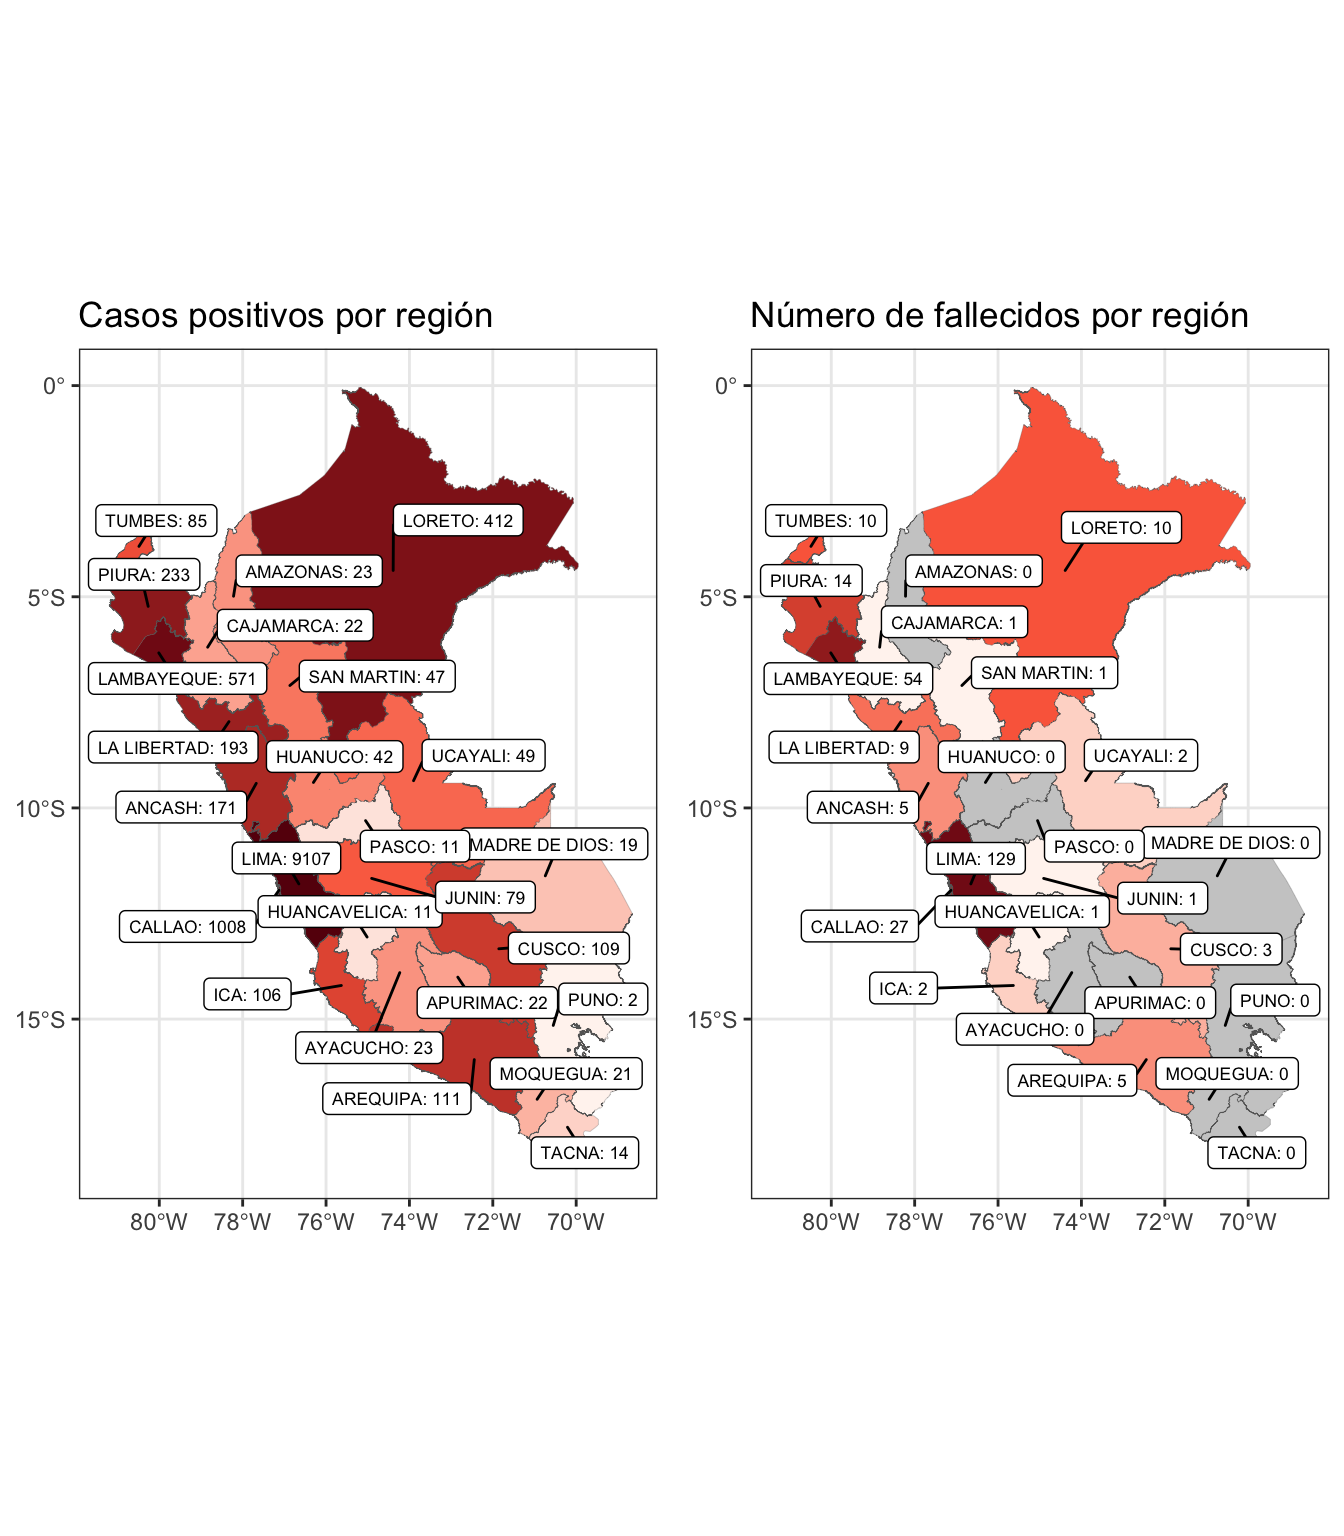 Casos positivos por región
0°
5°S
10°S
15°S
TUMBES: 85
LORETO: 412
PIURA: 233
AMAZONAS: 23
CAJAMARCA: 22
LAMBAYEQUE: 571
SAN MARTIN: 47
LA LIBERTAD: 193
HUANUCO: 42
UCAYALI: 49
ANCASH: 171
LIMA: 9107
PASCO: 11
MADRE DE DIOS: 19
JUNIN: 79
HUANCAVELICA: 11
CALLAO: 1008
CUSCO: 109
ICA: 106
APURIMAC: 22
PUNO: 2
AYACUCHO: 23
MOQUEGUA: 21
AREQUIPA: 111
TACNA: 14
80°W 78°W 76°W 74°W 72°W 70°W
Número de fallecidos por región
0°
5°S
10°S
15°S
TUMBES: 10
LORETO: 10
PIURA: 14
AMAZONAS: 0
CAJAMARCA: 1
LAMBAYEQUE: 54
SAN MARTIN: 1
LA LIBERTAD: 9
HUANUCO: 0
UCAYALI: 2
ANCASH: 5
LIMA: 129
PASCO: 0
MADRE DE DIOS: 0
JUNIN: 1
HUANCAVELICA: 1
CALLAO: 27
CUSCO: 3
ICA: 2
APURIMAC: 0
PUNO: 0
AYACUCHO: 0
MOQUEGUA: 0
AREQUIPA: 5
TACNA: 0
80°W 78°W 76°W 74°W 72°W 70°W